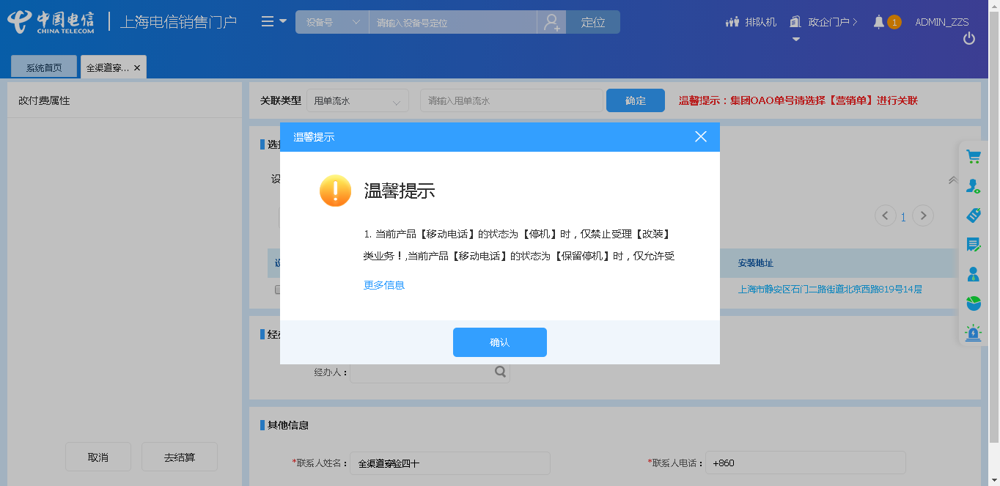 中国电信
CHINA TELECOM
上海电信销售门户
设备号
请输入设备号定位
定位
排队机
政企门户
1
ADMIN_ZZS
系统首页
全渠道穿...
改付费属性
关联类型
甩单流水
请输入甩单流水
确定
温馨提示：集团OAO单号请选择【营销单】进行关联
温馨提示
温馨提示
1. 当前产品【移动电话】的状态为【停机】时，仅禁止受理【改装】
类业务！,当前产品【移动电话】的状态为【保留停机】时，仅允许受
更多信息
确认
1
安装地址
上海市静安区石门二路街道北京西路819号14层
经办人：
其他信息
*联系人姓名：
全渠道穿验四十
*联系人电话：
+860
取消
去结算